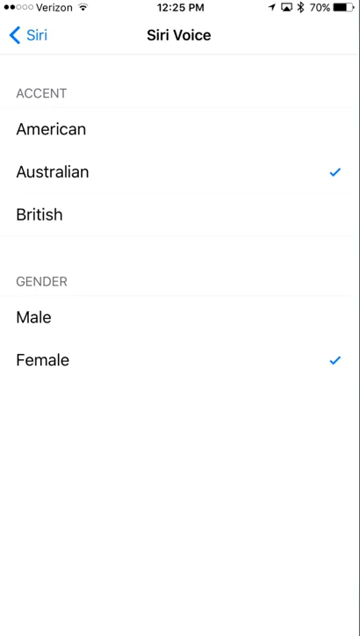 Verizon 12:25 PM 70%
Siri Siri Voice
ACCENT
American
Australian
British
GENDER
Male
Female